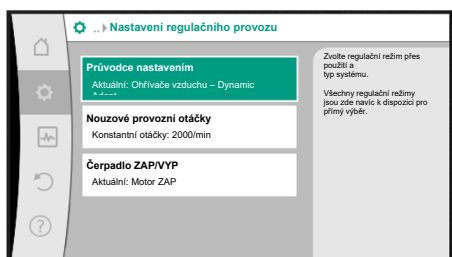 ..▸ Nastavení regulačního provozu
Průvodce nastavením
Aktuální: Ohřívače vzduchu – Dynamic
Nouzové provozní otáčky
Konstantní otáčky: 2000/min
Čerpadlo ZAP/VYP
Aktuální: Motor ZAP
Zvolte regulační režim přes
použití a
typ systému.
Všechny regulační režimy
jsou zde navíc k dispozici pro
přímý výběr.
?